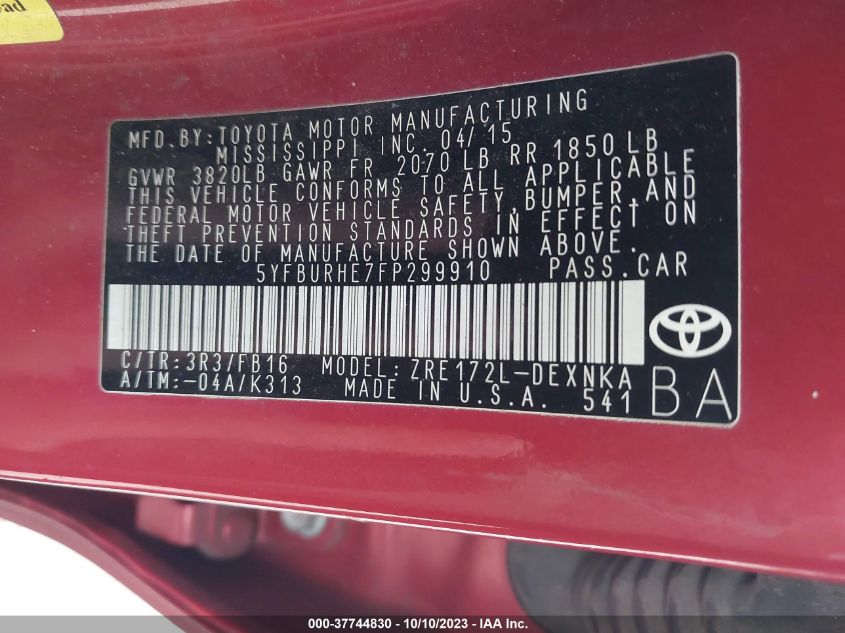 ad
MFD. BY: TOYOTA MOTOR MANUFACTURING
MISSISSIPPI INC. 04/15
GVWR 3820LB GAWR FR 2070 LB RR 1850 LB
THIS VEHICLE CONFORMS TO ALL APPLICABLE
FEDERAL MOTOR VEHICLE SAFETY, BUMPER, AND
THEFT PREVENTION STANDARDS IN EFFECT ON
THE DATE OF MANUFACTURE SHOWN ABOVE.
5YFBURHE7FP299910 PASS. CAR
C/TR: 3R3/FB16 MODEL: ZRE172L-DEXNKA
A/TM: -04A/K313 MADE IN U.S.A. 541
BA
000-37744830 - 10/10/2023 - IAA Inc.